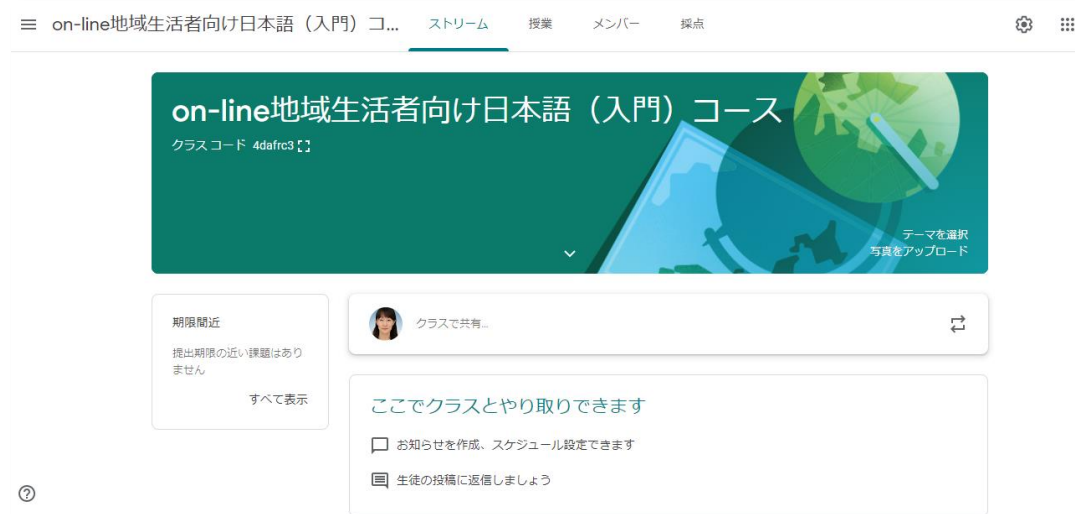 on-line地域生活者向け日本語（入門）コ...
ストリーム
授業
メンバー
採点
on-line地域生活者向け日本語（入門）コース
クラス コード 4dafrc3
テーマを選択
写真をアップロード
期限間近
提出期限の近い課題はあり
ません
すべて表示
クラスで共有...
ここでクラスとやり取りできます
お知らせを作成、スケジュール設定できます
生徒の投稿に返信しましょう